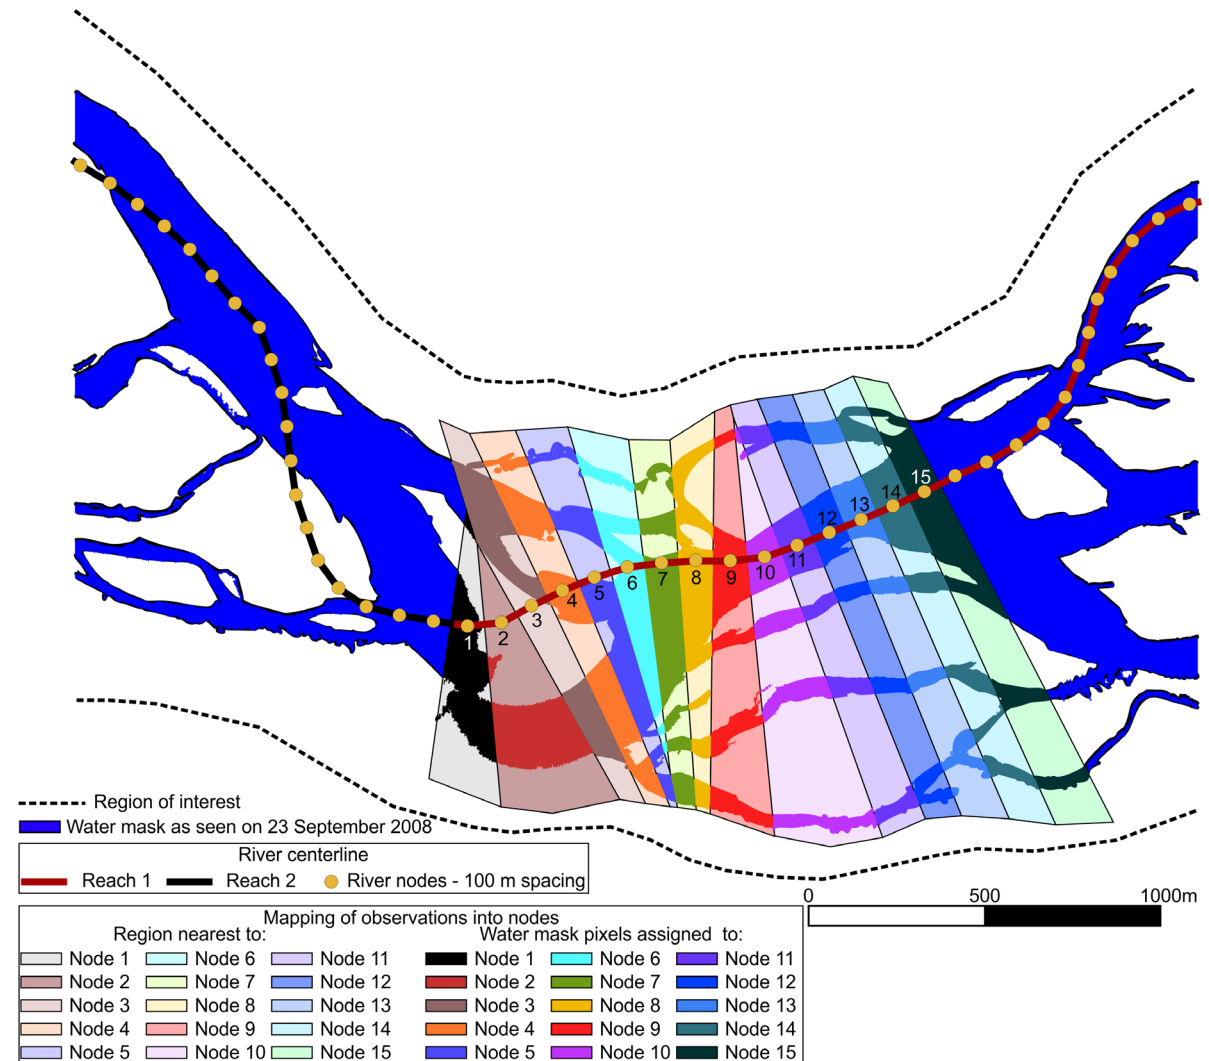 15
14
13
12
11
10
9
8
7
6
5
4
3
2
1
Region of interest
Water mask as seen on 23 September 2008
River centerline
Reach 1 Reach 2 River nodes - 100 m spacing
0 500 1000m
Mapping of observations into nodes
Region nearest to: Water mask pixels assigned to:
Node 1 Node 6 Node 11 Node 1 Node 6 Node 11
Node 2 Node 7 Node 12 Node 2 Node 7 Node 12
Node 3 Node 8 Node 13 Node 3 Node 8 Node 13
Node 4 Node 9 Node 14 Node 4 Node 9 Node 14
Node 5 Node 10 Node 15 Node 5 Node 10 Node 15